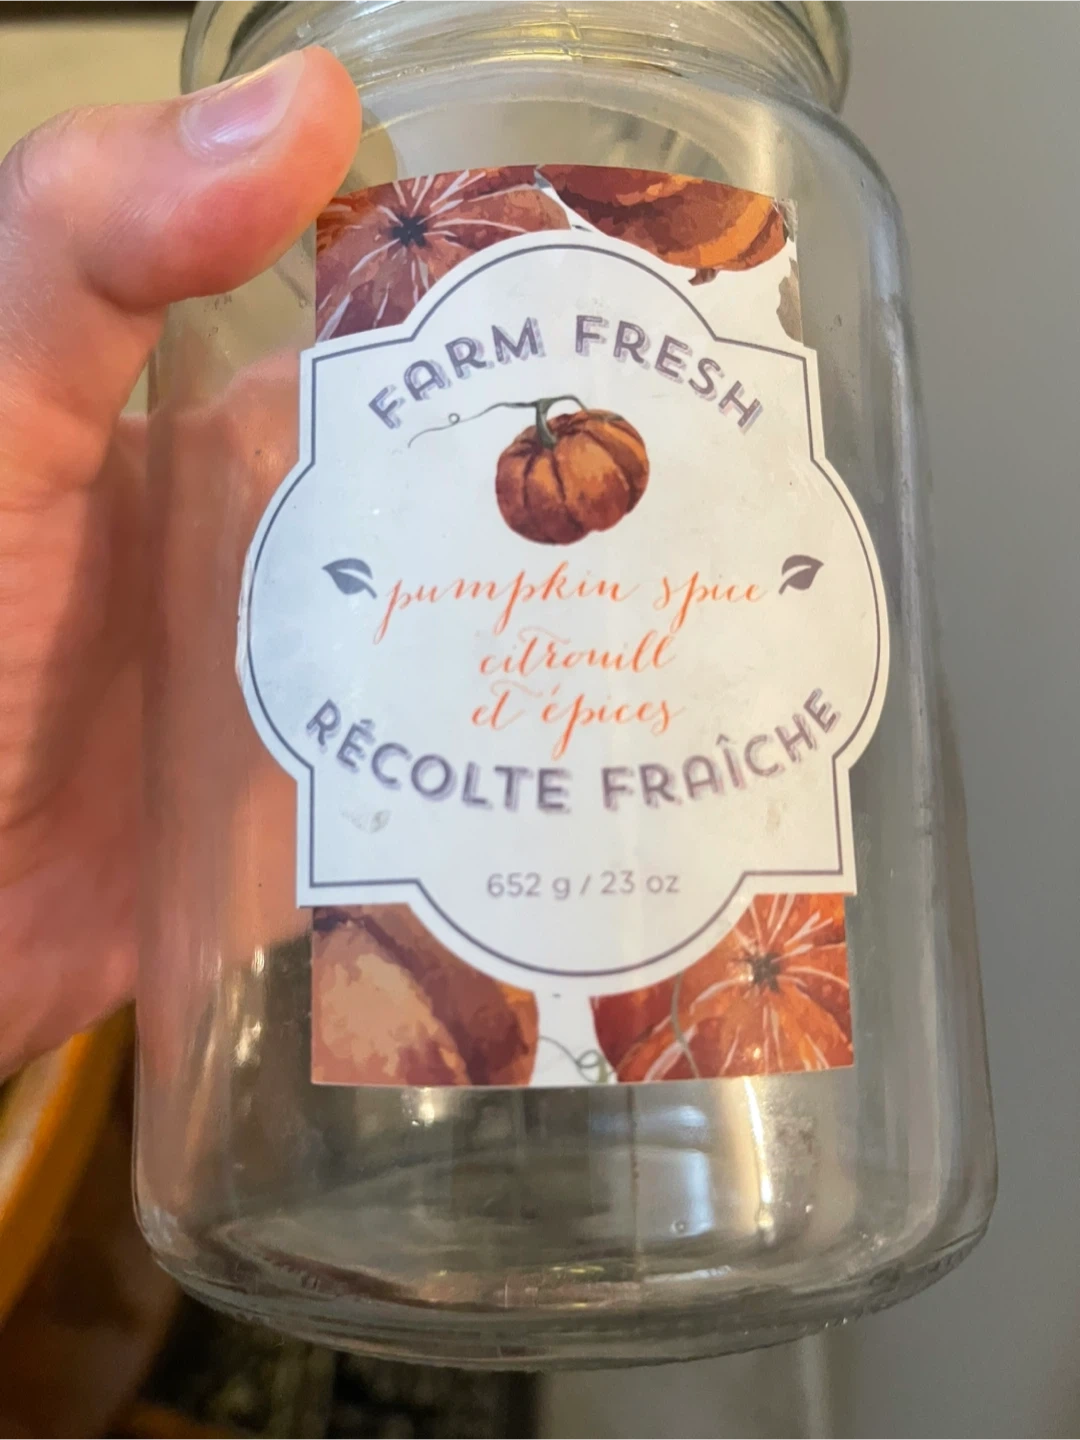 FARM FRESH
pumpkin spice
citrouill
et épices
RÉCOLTE FRAÎCHE
652 g / 23 oz